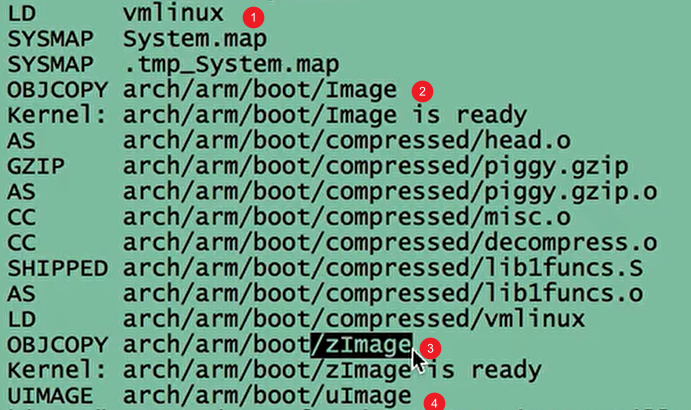 LD vmlinux 1
SYSMAP System.map
SYSMAP .tmp_System.map
OBJCOPY arch/arm/boot/Image 2
Kernel: arch/arm/boot/Image is ready
AS arch/arm/boot/compressed/head.o
GZIP arch/arm/boot/compressed/piggy.gzip
AS arch/arm/boot/compressed/piggy.gzip.o
CC arch/arm/boot/compressed/misc.o
CC arch/arm/boot/compressed/decompress.o
SHIPPED arch/arm/boot/compressed/lib1funcs.S
AS arch/arm/boot/compressed/lib1funcs.o
LD arch/arm/boot/compressed/vmlinux
OBJCOPY arch/arm/boot/zImage 3
Kernel: arch/arm/boot/zImage is ready
UIMAGE arch/arm/boot/uImage 4